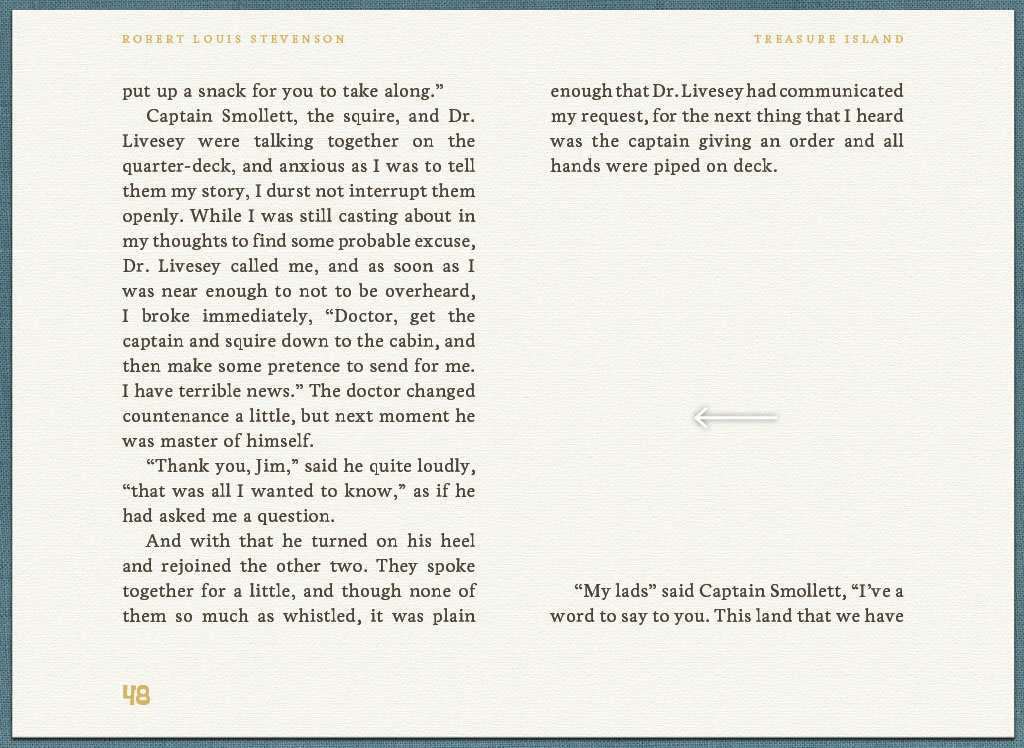 ROBERT LOUIS STEVENSON
TREASURE ISLAND
put up a snack for you to take along.”
Captain Smollett, the squire, and Dr.
Livesey were talking together on the
quarter-deck, and anxious as I was to tell
them my story, I durst not interrupt them
openly. While I was still casting about in
my thoughts to find some probable excuse,
Dr. Livesey called me, and as soon as I
was near enough to not to be overheard,
I broke immediately, “Doctor, get the
captain and squire down to the cabin, and
then make some pretence to send for me.
I have terrible news.” The doctor changed
countenance a little, but next moment he
was master of himself.
“Thank you, Jim,” said he quite loudly,
“that was all I wanted to know,” as if he
had asked me a question.
And with that he turned on his heel
and rejoined the other two. They spoke
together for a little, and though none of
them so much as whistled, it was plain
enough that Dr. Livesey had communicated
my request, for the next thing that I heard
was the captain giving an order and all
hands were piped on deck.
“My lads” said Captain Smollett, “I’ve a
word to say to you. This land that we have
48